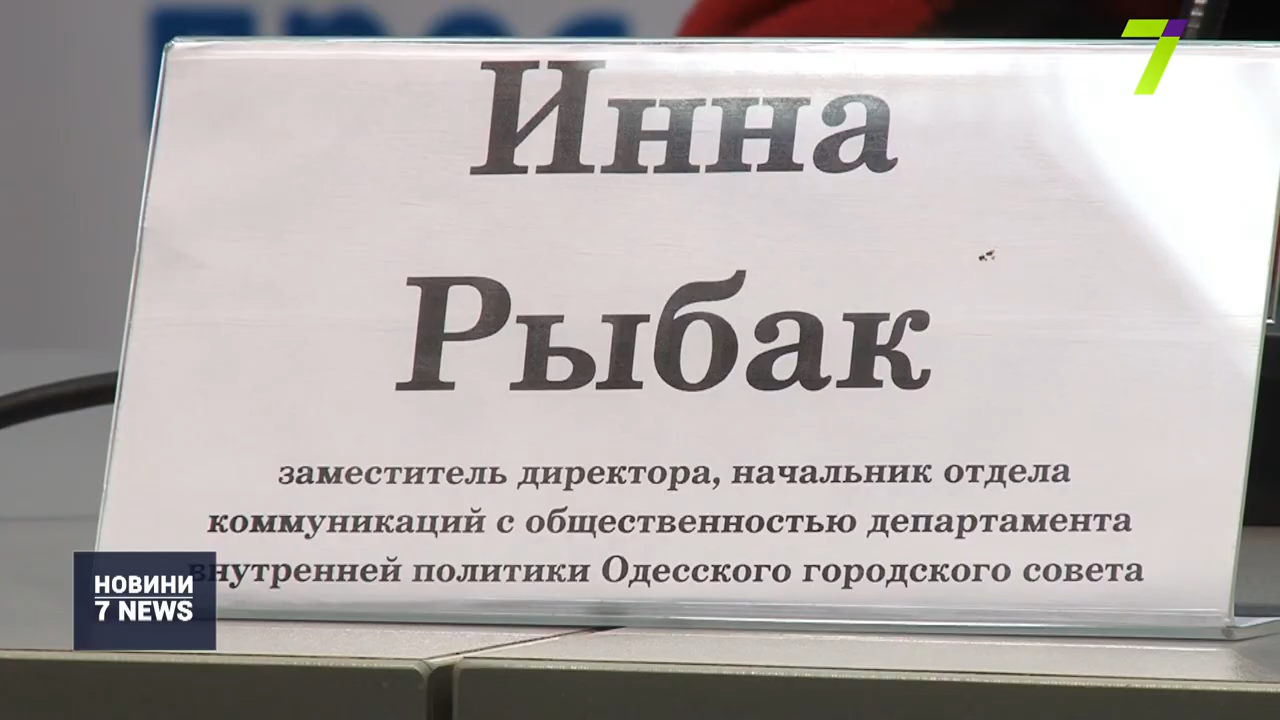 7
Инна
Рыбак
заместитель директора, начальник отдела
коммуникаций с общественностью департамента
внутренней политики Одесского городского совета
НОВИНИ
7 NEWS